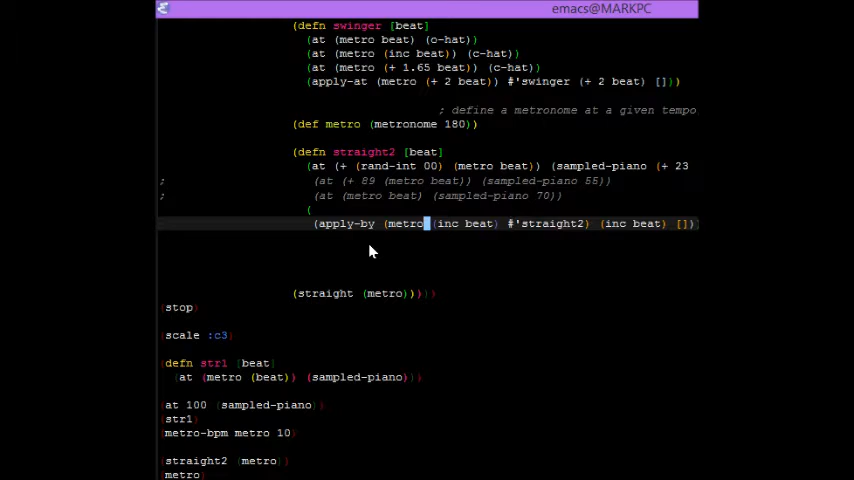 emacs@MARKPC
(defn swinger [beat]
(at (metro beat) (c-hat))
(at (metro (inc beat)) (c-hat))
(at (metro (+ 1.65 beat)) (c-hat))
(apply-at (metro (+ 2 beat)) #'swinger (+ 2 beat) []))
; define a metronome at a given tempo
(def metro (metronome 180))
(defn straight2 [beat]
(at (+ (rand-int 00) (metro beat)) (sampled-piano (+ 23
; (at (+ 89 (metro beat)) (sampled-piano 55))
; (at (metro beat) (sampled-piano 70))
(
(apply-by (metro (inc beat) #'straight2) (inc beat) [])
(straight (metro))))
(stop)
(scale :c3)
(defn str1 [beat]
(at (metro (beat)) (sampled-piano)))
(at 100 (sampled-piano))
(str1)
(metro-bpm metro 10)
(straight2 (metro))
(metro)